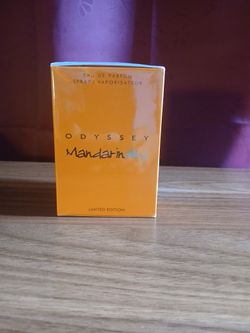 EAU DE PARFUM
SPRAY VAPORISATEUR
ODYSSEY
Mandarin
LIMITED EDITION